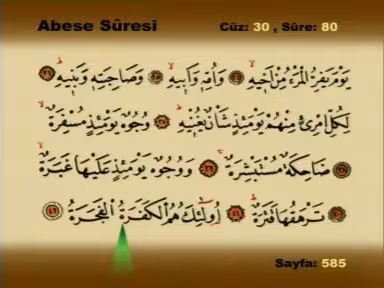 Abese Sûresi Cüz: 30 , Sûre: 80
يَوْمَ يَفِرُّ الْمَرْءُ مِنْ اَخ۪يهِ ﴿٣٤﴾ وَاُمِّه۪ وَاَب۪يهِ ﴿٣٥﴾ وَصَاحِبَتِه۪ وَبَن۪يهِ ﴿٣٦﴾
لِكُلِّ امْرِئٍ مِنْهُمْ يَوْمَئِذٍ شَأْنٌ يُغْن۪يهِ ﴿٣٧﴾ وُجُوهٌ يَوْمَئِذٍ مُسْفِرَةٌ ﴿٣٨﴾
ضَاحِكَةٌ مُسْتَبْشِرَةٌ ﴿٣٩﴾ وَوُجُوهٌ يَوْمَئِذٍ عَلَيْهَا غَبَرَةٌ ﴿٤٠﴾
تَرْهَقُهَا قَتَرَةٌ ﴿٤١﴾ اُولٰٓئِكَ هُمُ الْكَفَرَةُ الْفَجَرَةُ ﴿٤٢﴾
Sayfa: 585